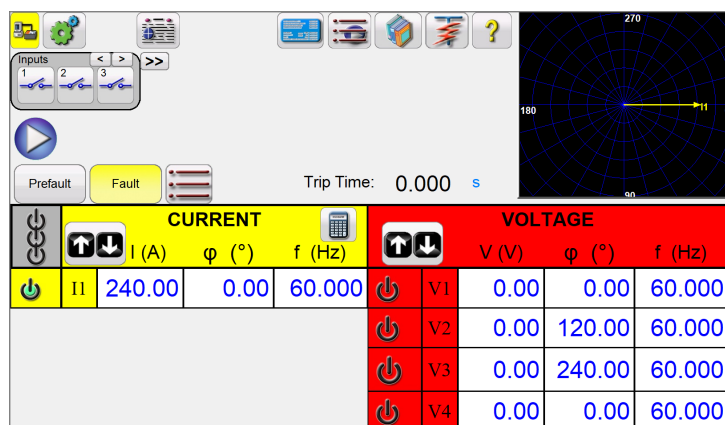 ?
270
Inputs
< > >>
1 2 3
180
I1
Prefault Fault
Trip Time: 0.000 s
90
CURRENT VOLTAGE
I (A) φ (°) f (Hz) V (V) φ (°) f (Hz)
I1 240.00 0.00 60.000 V1 0.00 0.00 60.000
V2 0.00 120.00 60.000
V3 0.00 240.00 60.000
V4 0.00 0.00 60.000